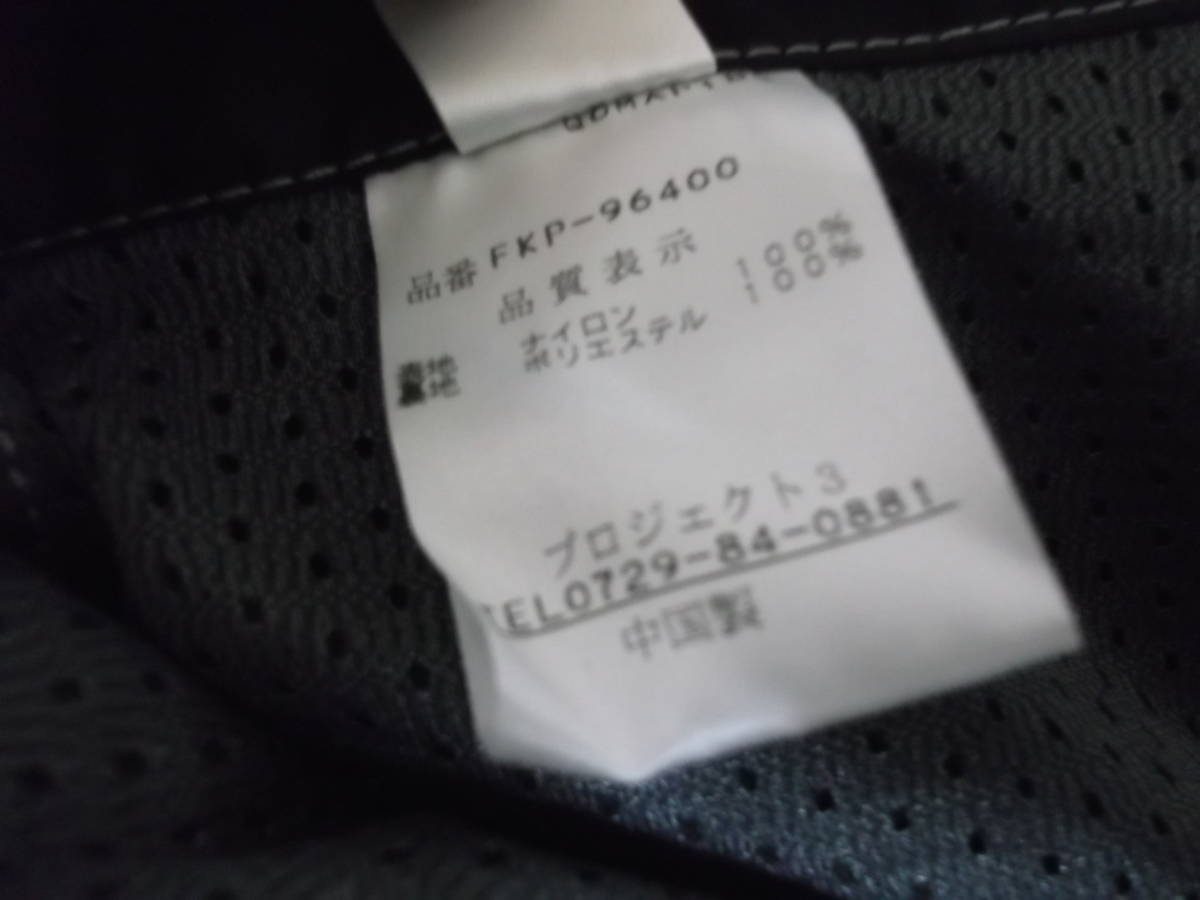 品番 FKP-96400
品質表示
表地 ナイロン 100%
裏地 ポリエステル 100%
プロジェクト3
TEL0729-84-0881
中国製